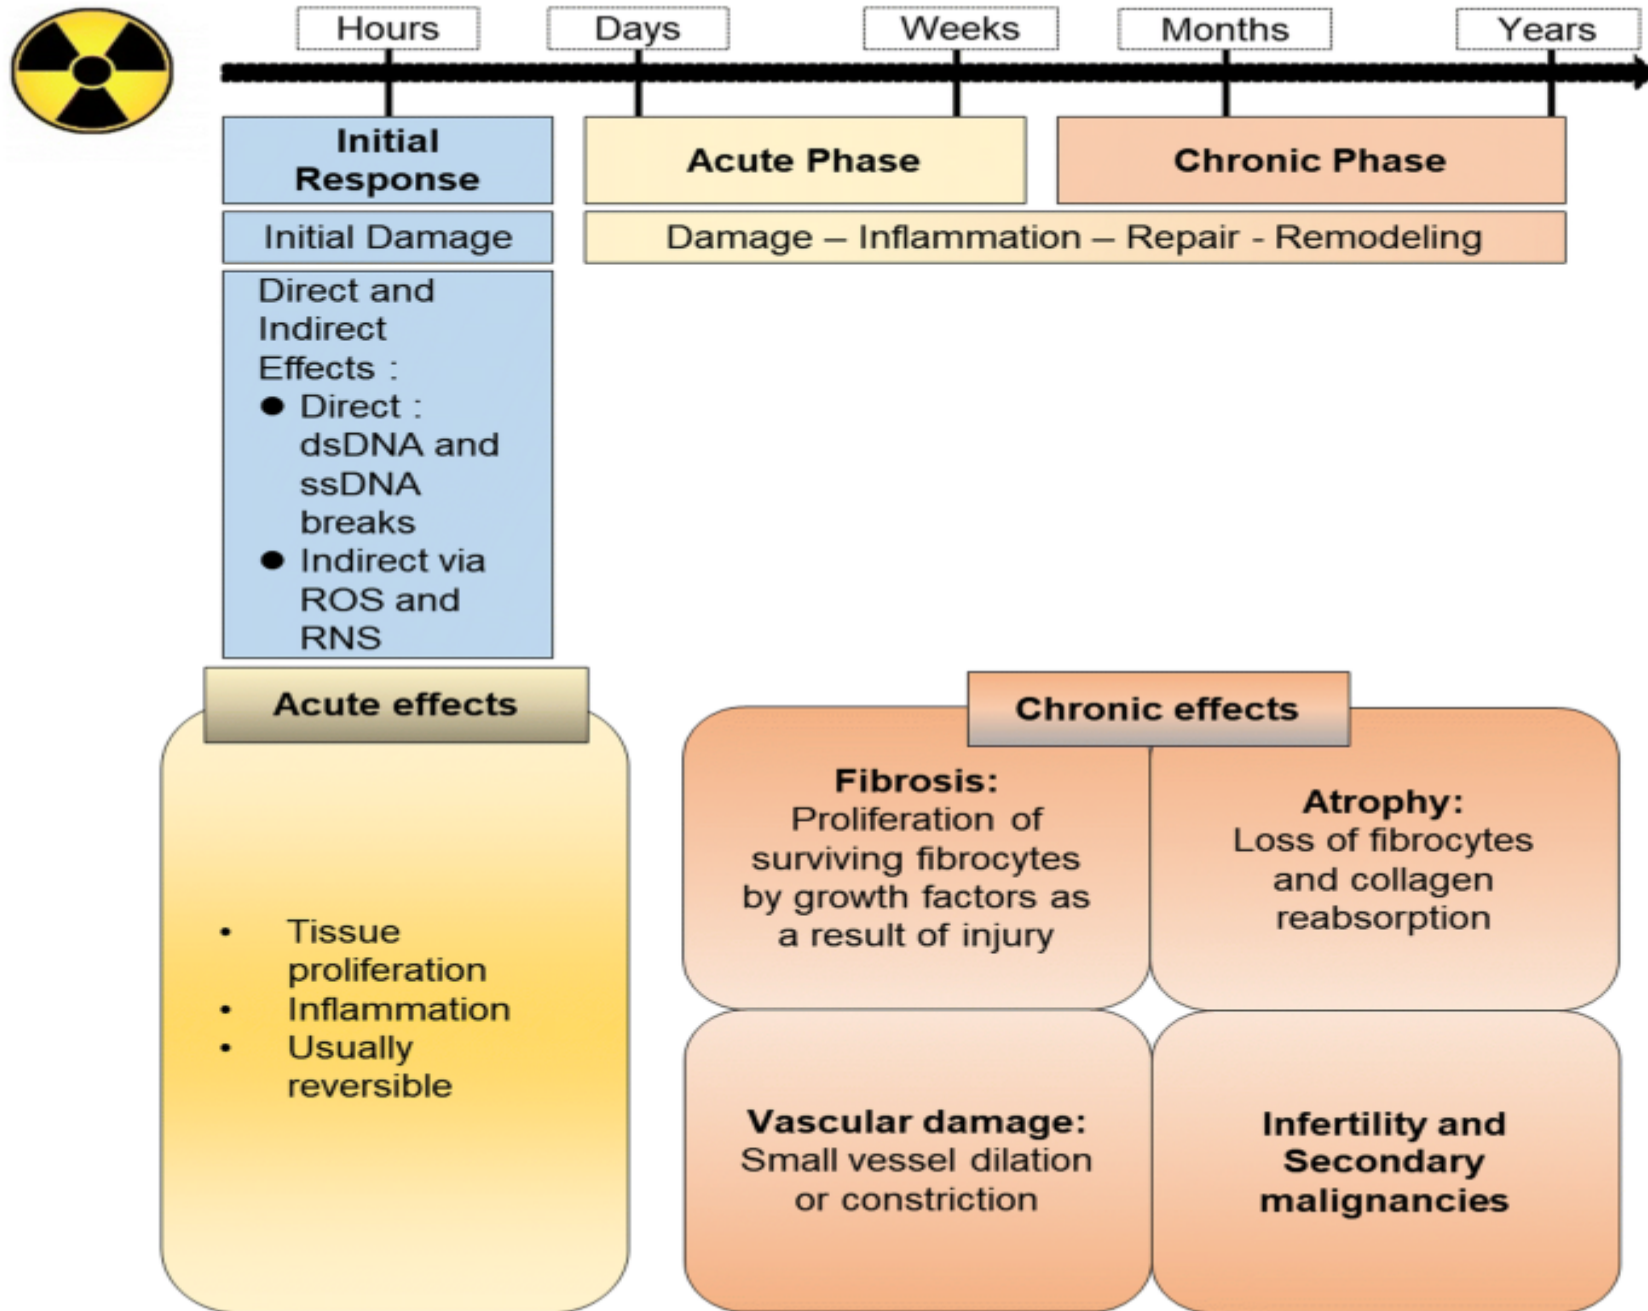 Hours
Days
Weeks
Months
Years
Initial
Response
Acute Phase
Chronic Phase
Initial Damage
Damage – Inflammation – Repair - Remodeling
Direct and
Indirect
Effects :
● Direct :
dsDNA and
ssDNA
breaks
● Indirect via
ROS and
RNS
Acute effects
• Tissue
proliferation
• Inflammation
• Usually
reversible
Chronic effects
Fibrosis:
Proliferation of
surviving fibrocytes
by growth factors as
a result of injury
Atrophy:
Loss of fibrocytes
and collagen
reabsorption
Vascular damage:
Small vessel dilation
or constriction
Infertility and
Secondary
malignancies